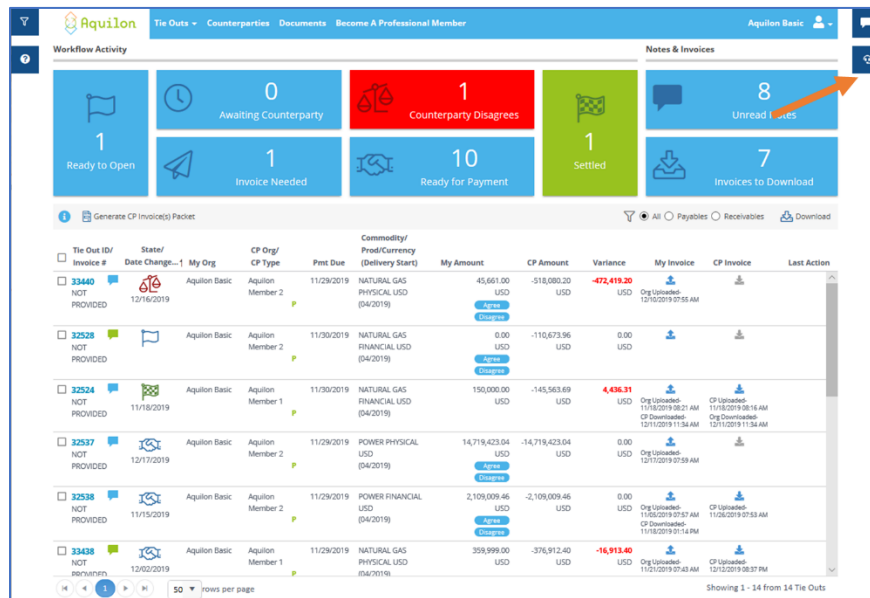 Aquilon Tie Outs Counterparties Documents Become A Professional Member Aquilon Basic
Workflow Activity Notes & Invoices
1
Ready to Open
0
Awaiting Counterparty
1
Counterparty Disagrees
1
Settled
8
Unread Notes
1
Invoice Needed
10
Ready for Payment
7
Invoices to Download
Generate CP Invoice(s) Packet All Payables Receivables Download
Commodity/
Tie Out ID/ State/ CP Org/ Prod/Currency
Invoice # Date Change... My Org CP Type Pmt Due (Delivery Start) My Amount CP Amount Variance My Invoice CP Invoice Last Action
33440 Aquilon Basic Aquilon 11/29/2019 NATURAL GAS 45,661.00 -518,080.20 -472,419.20
NOT Member 2 PHYSICAL USD USD USD USD Org Uploaded-
PROVIDED 12/16/2019 P (04/2019) Agree 12/10/2019 07:55 AM
Disagree
32528 Aquilon Basic Aquilon 11/30/2019 NATURAL GAS 0.00 -110,673.96 0.00
NOT Member 2 FINANCIAL USD USD USD USD
PROVIDED P (04/2019) Agree
Disagree
32524 Aquilon Basic Aquilon 11/30/2019 NATURAL GAS 150,000.00 -145,563.69 4,436.31
NOT Member 1 FINANCIAL USD USD USD USD Org Uploaded- CP Uploaded-
PROVIDED 11/18/2019 P (04/2019) 11/18/2019 08:21 AM 11/18/2019 08:16 AM
CP Downloaded- Org Downloaded-
12/11/2019 11:34 AM 12/11/2019 11:34 AM
32537 Aquilon Basic Aquilon 11/29/2019 POWER PHYSICAL 14,719,423.04 -14,719,423.04 0.00
NOT Member 2 USD USD USD USD Org Uploaded-
PROVIDED 12/17/2019 P (04/2019) Agree 12/17/2019 07:59 AM
Disagree
32538 Aquilon Basic Aquilon 11/29/2019 POWER FINANCIAL 2,109,009.46 -2,109,009.46 0.00
NOT Member 2 USD USD USD USD Org Uploaded- CP Uploaded-
PROVIDED 11/15/2019 P (04/2019) Agree 11/05/2019 07:57 AM 11/26/2019 07:53 AM
Disagree CP Downloaded-
11/18/2019 01:14 PM
33438 Aquilon Basic Aquilon 11/29/2019 NATURAL GAS 359,999.00 -376,912.40 -16,913.40
NOT Member 1 PHYSICAL USD USD USD USD Org Uploaded- CP Uploaded-
PROVIDED 12/02/2019 P (04/2019) 11/21/2019 07:43 AM 12/12/2019 08:37 PM
1 50 rows per page Showing 1 - 14 from 14 Tie Outs